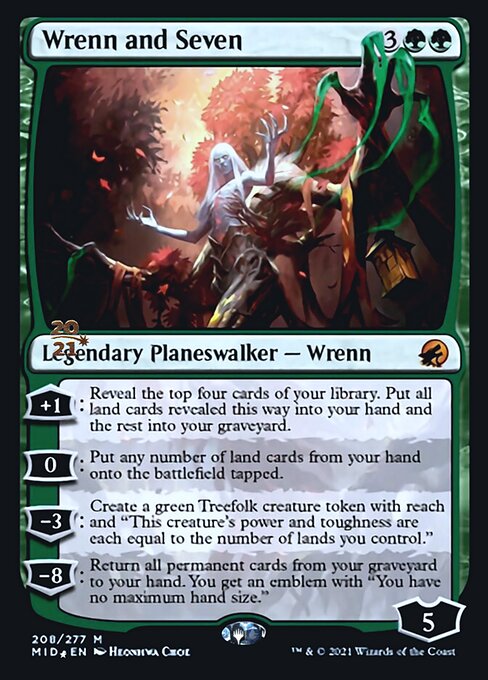 Wrenn and Seven 3
20
21
Legendary Planeswalker — Wrenn
+1: Reveal the top four cards of your library. Put all
land cards revealed this way into your hand and
the rest into your graveyard.
0: Put any number of land cards from your hand
onto the battlefield tapped.
−3: Create a green Treefolk creature token with reach
and “This creature's power and toughness are
each equal to the number of lands you control.”
−8: Return all permanent cards from your graveyard
to your hand. You get an emblem with “You have
no maximum hand size.”
5
208/277 M
MID★EN Heonhwa Choe
™ & © 2021 Wizards of the Coast